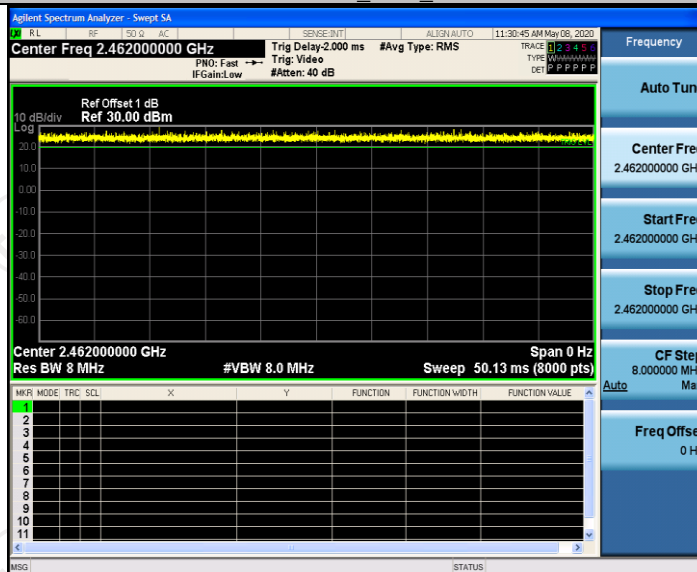 Agilent Spectrum Analyzer - Swept SA
RL RF 50 Ω AC SENSE:INT ALIGN AUTO 11:30:45 AM May 08, 2020
Center Freq 2.462000000 GHz
PNO: Fast
IFGain:Low
Trig Delay-2.000 ms
Trig: Video
#Atten: 40 dB
#Avg Type: RMS
TRACE 1 2 3 4 5 6
TYPE W
DET P P P P P P
Ref Offset 1 dB
10 dB/div Ref 30.00 dBm
Log
20.0
10.0
0.00
-10.0
-20.0
-30.0
-40.0
-50.0
-60.0
Center 2.462000000 GHz Span 0 Hz
Res BW 8 MHz #VBW 8.0 MHz Sweep 50.13 ms (8000 pts)
MKR MODE TRC SCL X Y FUNCTION FUNCTION WIDTH FUNCTION VALUE
1
2
3
4
5
6
7
8
9
10
11
MSG STATUS
Frequency
Auto Tun
Center Fre
2.462000000 GH
Start Fre
2.462000000 GH
Stop Fre
2.462000000 GH
CF Step
8.000000 MH
Auto Ma
Freq Offse
0 H